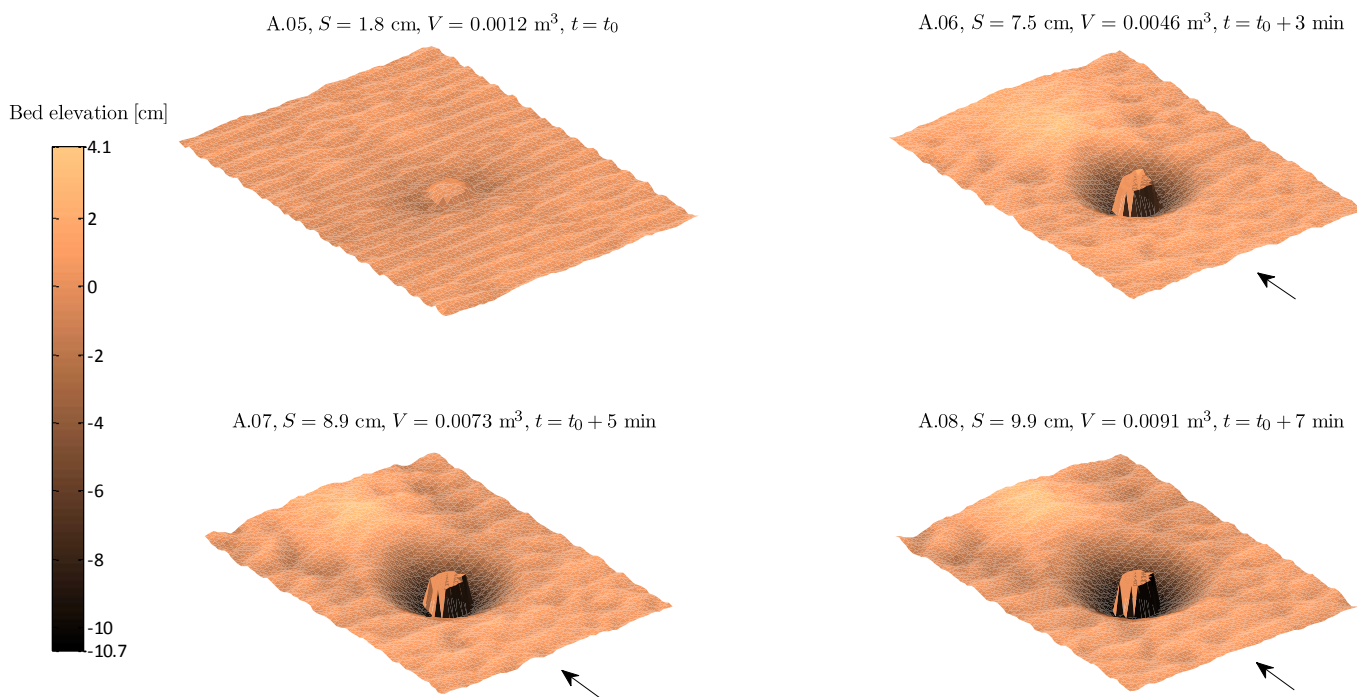 A.05, S = 1.8 cm, V = 0.0012 m³, t = t₀
A.06, S = 7.5 cm, V = 0.0046 m³, t = t₀ + 3 min
Bed elevation [cm]
4.1
2
0
-2
-4
-6
-8
-10
-10.7
A.07, S = 8.9 cm, V = 0.0073 m³, t = t₀ + 5 min
A.08, S = 9.9 cm, V = 0.0091 m³, t = t₀ + 7 min